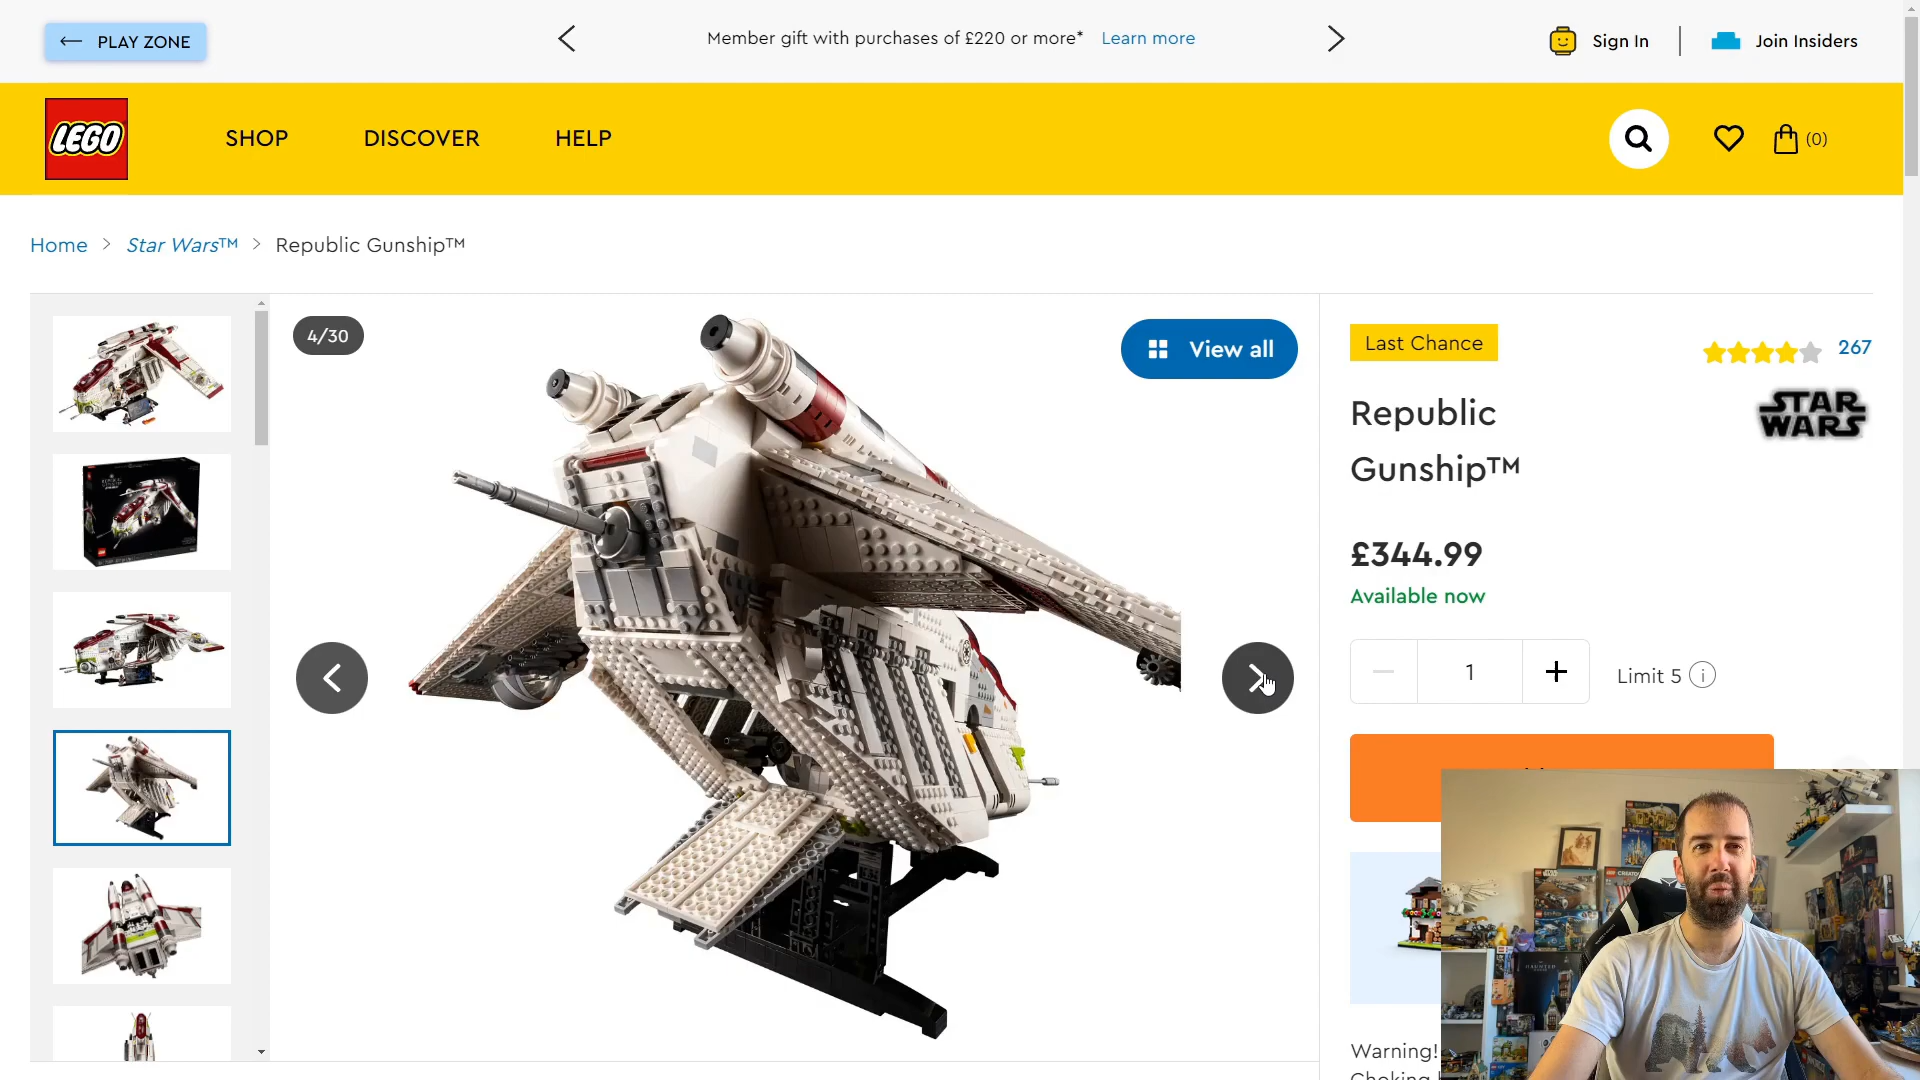 PLAY ZONE
Member gift with purchases of £220 or more* Learn more
Sign In
Join Insiders
LEGO
SHOP
DISCOVER
HELP
(0)
Home > Star Wars™ > Republic Gunship™
4/30
View all
Last Chance
267
Republic
Gunship™
STAR
WARS
£344.99
Available now
1
Limit 5
Warning!